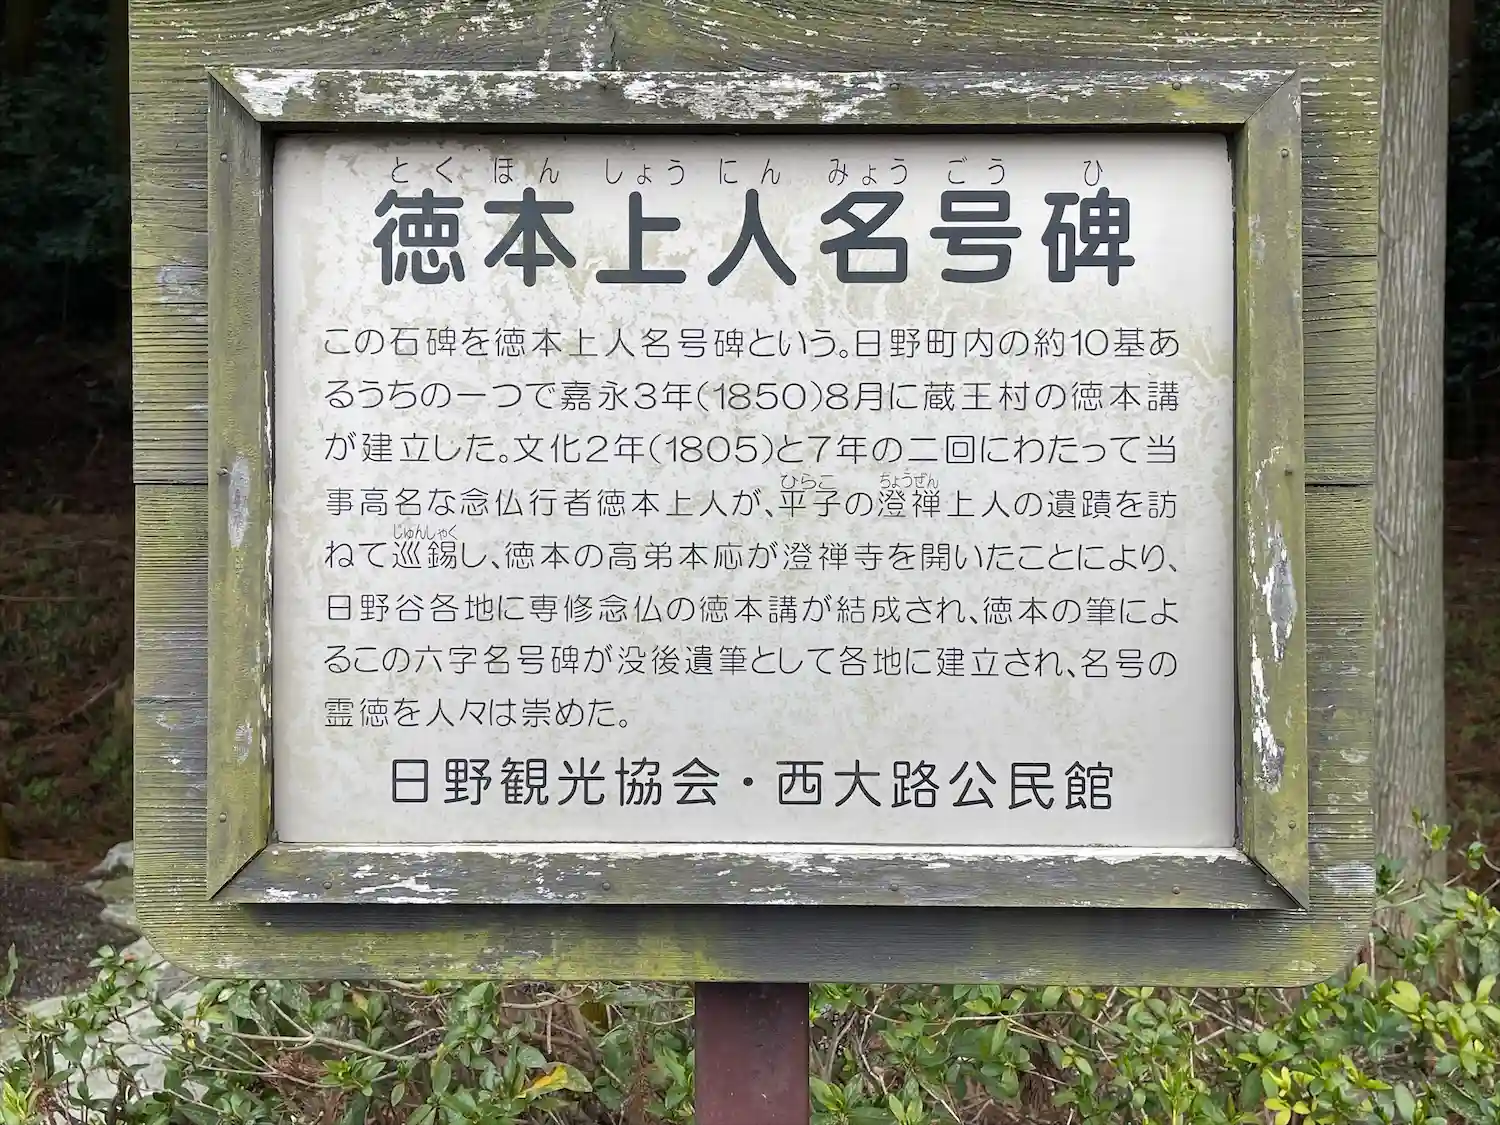 とくほんしょうにんみょうごうひ
徳本上人名号碑
この石碑を徳本上人名号碑という。日野町内の約10基あ
るうちの一つで嘉永3年(1850)8月に蔵王村の徳本講
が建立した。文化2年(1805)と7年の二回にわたって当
ひらこ ちょうぜん
事高名な念仏行者徳本上人が、平子の澄禅上人の遺蹟を訪
じゅんしゃく
ねて巡錫し、徳本の高弟本応が澄禅寺を開いたことにより、
日野谷各地に専修念仏の徳本講が結成され、徳本の筆によ
るこの六字名号碑が没後遺筆として各地に建立され、名号の
霊徳を人々は崇めた。
日野観光協会・西大路公民館